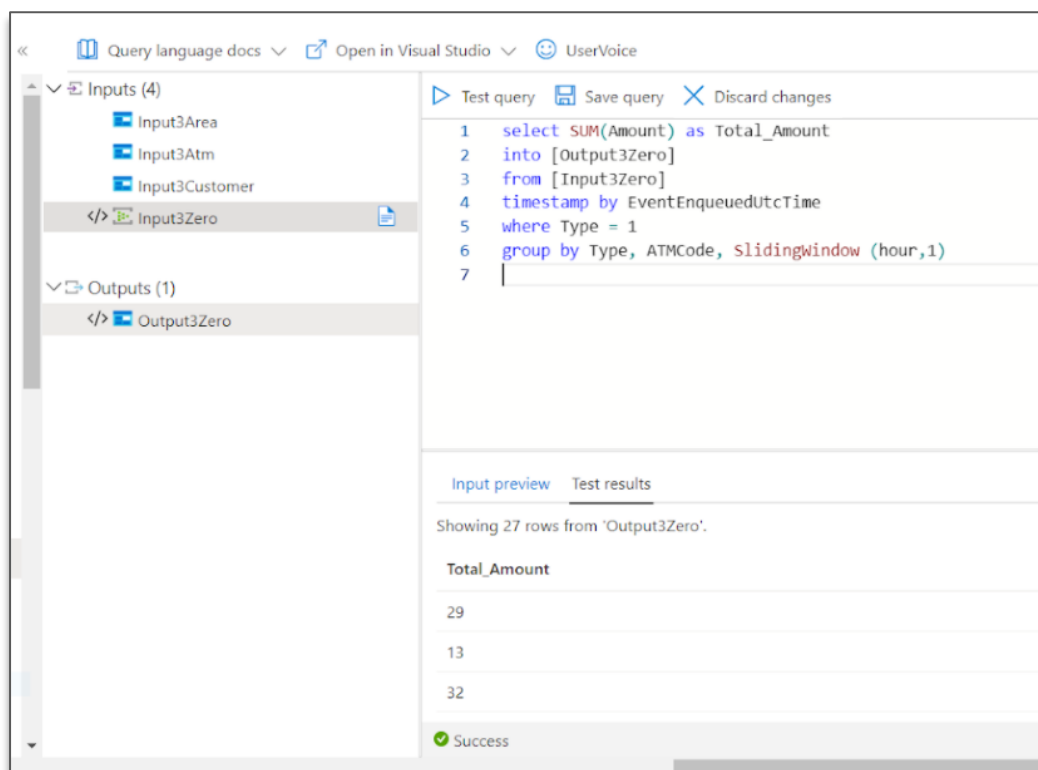 « Query language docs Open in Visual Studio UserVoice
Inputs (4)
Input3Area
Input3Atm
Input3Customer
</> Input3Zero
Outputs (1)
</> Output3Zero
Test query Save query Discard changes
1 select SUM(Amount) as Total_Amount
2 into [Output3Zero]
3 from [Input3Zero]
4 timestamp by EventEnqueuedUtcTime
5 where Type = 1
6 group by Type, ATMCode, SlidingWindow (hour,1)
7
Input preview Test results
Showing 27 rows from 'Output3Zero'.
Total_Amount
29
13
32
Success